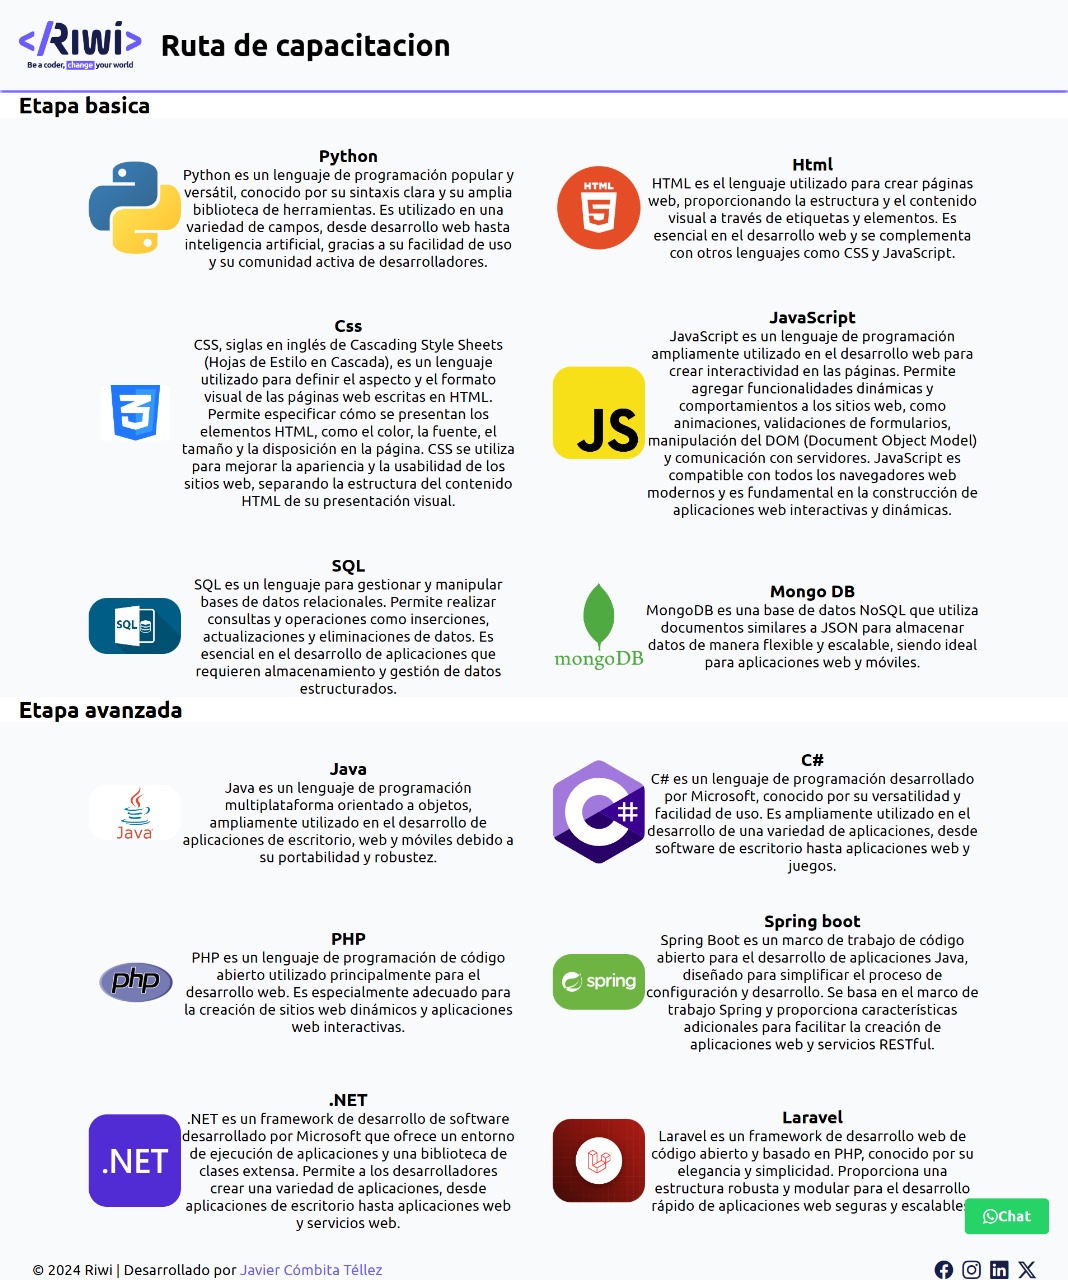 </Riwi>
Be a coder, change your world
Ruta de capacitacion
Etapa basica
Python
Python es un lenguaje de programación popular y
versátil, conocido por su sintaxis clara y su amplia
biblioteca de herramientas. Es utilizado en una
variedad de campos, desde desarrollo web hasta
inteligencia artificial, gracias a su facilidad de uso
y su comunidad activa de desarrolladores.
HTML
5
Html
HTML es el lenguaje utilizado para crear páginas
web, proporcionando la estructura y el contenido
visual a través de etiquetas y elementos. Es
esencial en el desarrollo web y se complementa
con otros lenguajes como CSS y JavaScript.
3
Css
CSS, siglas en inglés de Cascading Style Sheets
(Hojas de Estilo en Cascada), es un lenguaje
utilizado para definir el aspecto y el formato
visual de las páginas web escritas en HTML.
Permite especificar cómo se presentan los
elementos HTML, como el color, la fuente, el
tamaño y la disposición en la página. CSS se utiliza
para mejorar la apariencia y la usabilidad de los
sitios web, separando la estructura del contenido
HTML de su presentación visual.
JS
JavaScript
JavaScript es un lenguaje de programación
ampliamente utilizado en el desarrollo web para
crear interactividad en las páginas. Permite
agregar funcionalidades dinámicas y
comportamientos a los sitios web, como
animaciones, validaciones de formularios,
manipulación del DOM (Document Object Model)
y comunicación con servidores. JavaScript es
compatible con todos los navegadores web
modernos y es fundamental en la construcción de
aplicaciones web interactivas y dinámicas.
SQL
SQL
SQL es un lenguaje para gestionar y manipular
bases de datos relacionales. Permite realizar
consultas y operaciones como inserciones,
actualizaciones y eliminaciones de datos. Es
esencial en el desarrollo de aplicaciones que
requieren almacenamiento y gestión de datos
estructurados.
mongoDB
Mongo DB
MongoDB es una base de datos NoSQL que utiliza
documentos similares a JSON para almacenar
datos de manera flexible y escalable, siendo ideal
para aplicaciones web y móviles.
Etapa avanzada
Java
Java
Java es un lenguaje de programación
multiplataforma orientado a objetos,
ampliamente utilizado en el desarrollo de
aplicaciones de escritorio, web y móviles debido a
su portabilidad y robustez.
C#
C#
C# es un lenguaje de programación desarrollado
por Microsoft, conocido por su versatilidad y
facilidad de uso. Es ampliamente utilizado en el
desarrollo de una variedad de aplicaciones, desde
software de escritorio hasta aplicaciones web y
juegos.
php
PHP
PHP es un lenguaje de programación de código
abierto utilizado principalmente para el
desarrollo web. Es especialmente adecuado para
la creación de sitios web dinámicos y aplicaciones
web interactivas.
spring
Spring boot
Spring Boot es un marco de trabajo de código
abierto para el desarrollo de aplicaciones Java,
diseñado para simplificar el proceso de
configuración y desarrollo. Se basa en el marco de
trabajo Spring y proporciona características
adicionales para facilitar la creación de
aplicaciones web y servicios RESTful.
.NET
.NET
.NET es un framework de desarrollo de software
desarrollado por Microsoft que ofrece un entorno
de ejecución de aplicaciones y una biblioteca de
clases extensa. Permite a los desarrolladores
crear una variedad de aplicaciones, desde
aplicaciones de escritorio hasta aplicaciones web
y servicios web.
Laravel
Laravel es un framework de desarrollo web de
código abierto y basado en PHP, conocido por su
elegancia y simplicidad. Proporciona una
estructura robusta y modular para el desarrollo
rápido de aplicaciones web seguras y escalable
Chat
© 2024 Riwi | Desarrollado por Javier Cómbita Téllez